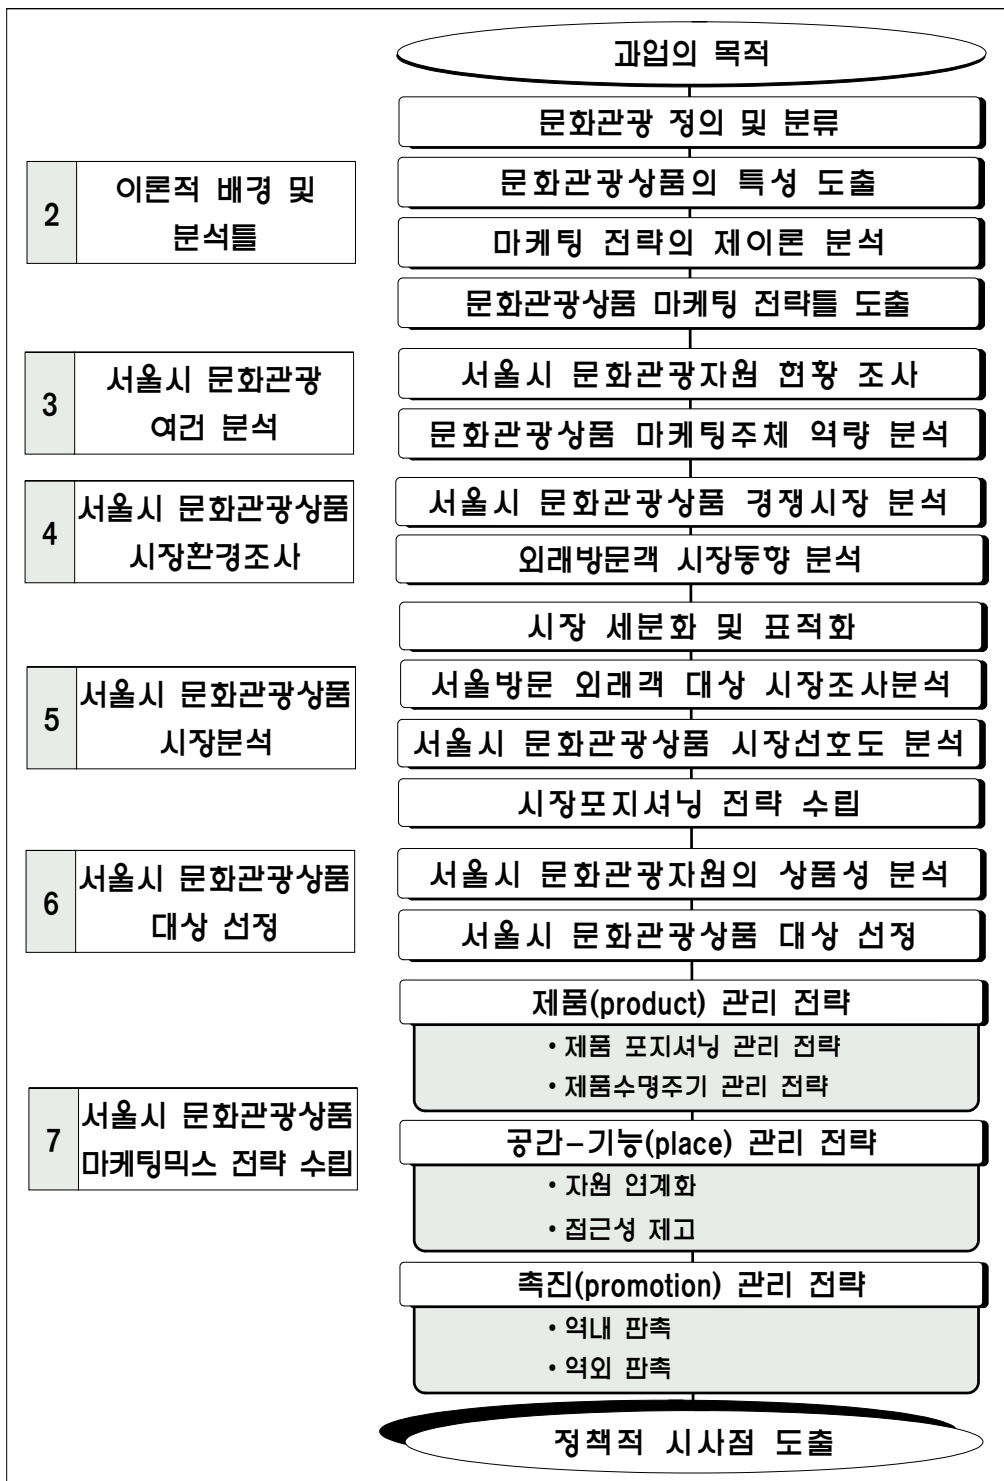 과업의 목적
문화관광 정의 및 분류
2
이론적 배경 및
분석틀
문화관광상품의 특성 도출
마케팅 전략의 제이론 분석
문화관광상품 마케팅 전략틀 도출
3
서울시 문화관광
여건 분석
서울시 문화관광자원 현황 조사
문화관광상품 마케팅주체 역량 분석
4
서울시 문화관광상품
시장환경조사
서울시 문화관광상품 경쟁시장 분석
외래방문객 시장동향 분석
시장 세분화 및 표적화
5
서울시 문화관광상품
시장분석
서울방문 외래객 대상 시장조사분석
서울시 문화관광상품 시장선호도 분석
시장포지셔닝 전략 수립
6
서울시 문화관광상품
대상 선정
서울시 문화관광자원의 상품성 분석
서울시 문화관광상품 대상 선정
7
서울시 문화관광상품
마케팅믹스 전략 수립
제품(product) 관리 전략
• 제품 포지셔닝 관리 전략
• 제품수명주기 관리 전략
공간-기능(place) 관리 전략
• 자원 연계화
• 접근성 제고
촉진(promotion) 관리 전략
• 역내 판촉
• 역외 판촉
정책적 시사점 도출